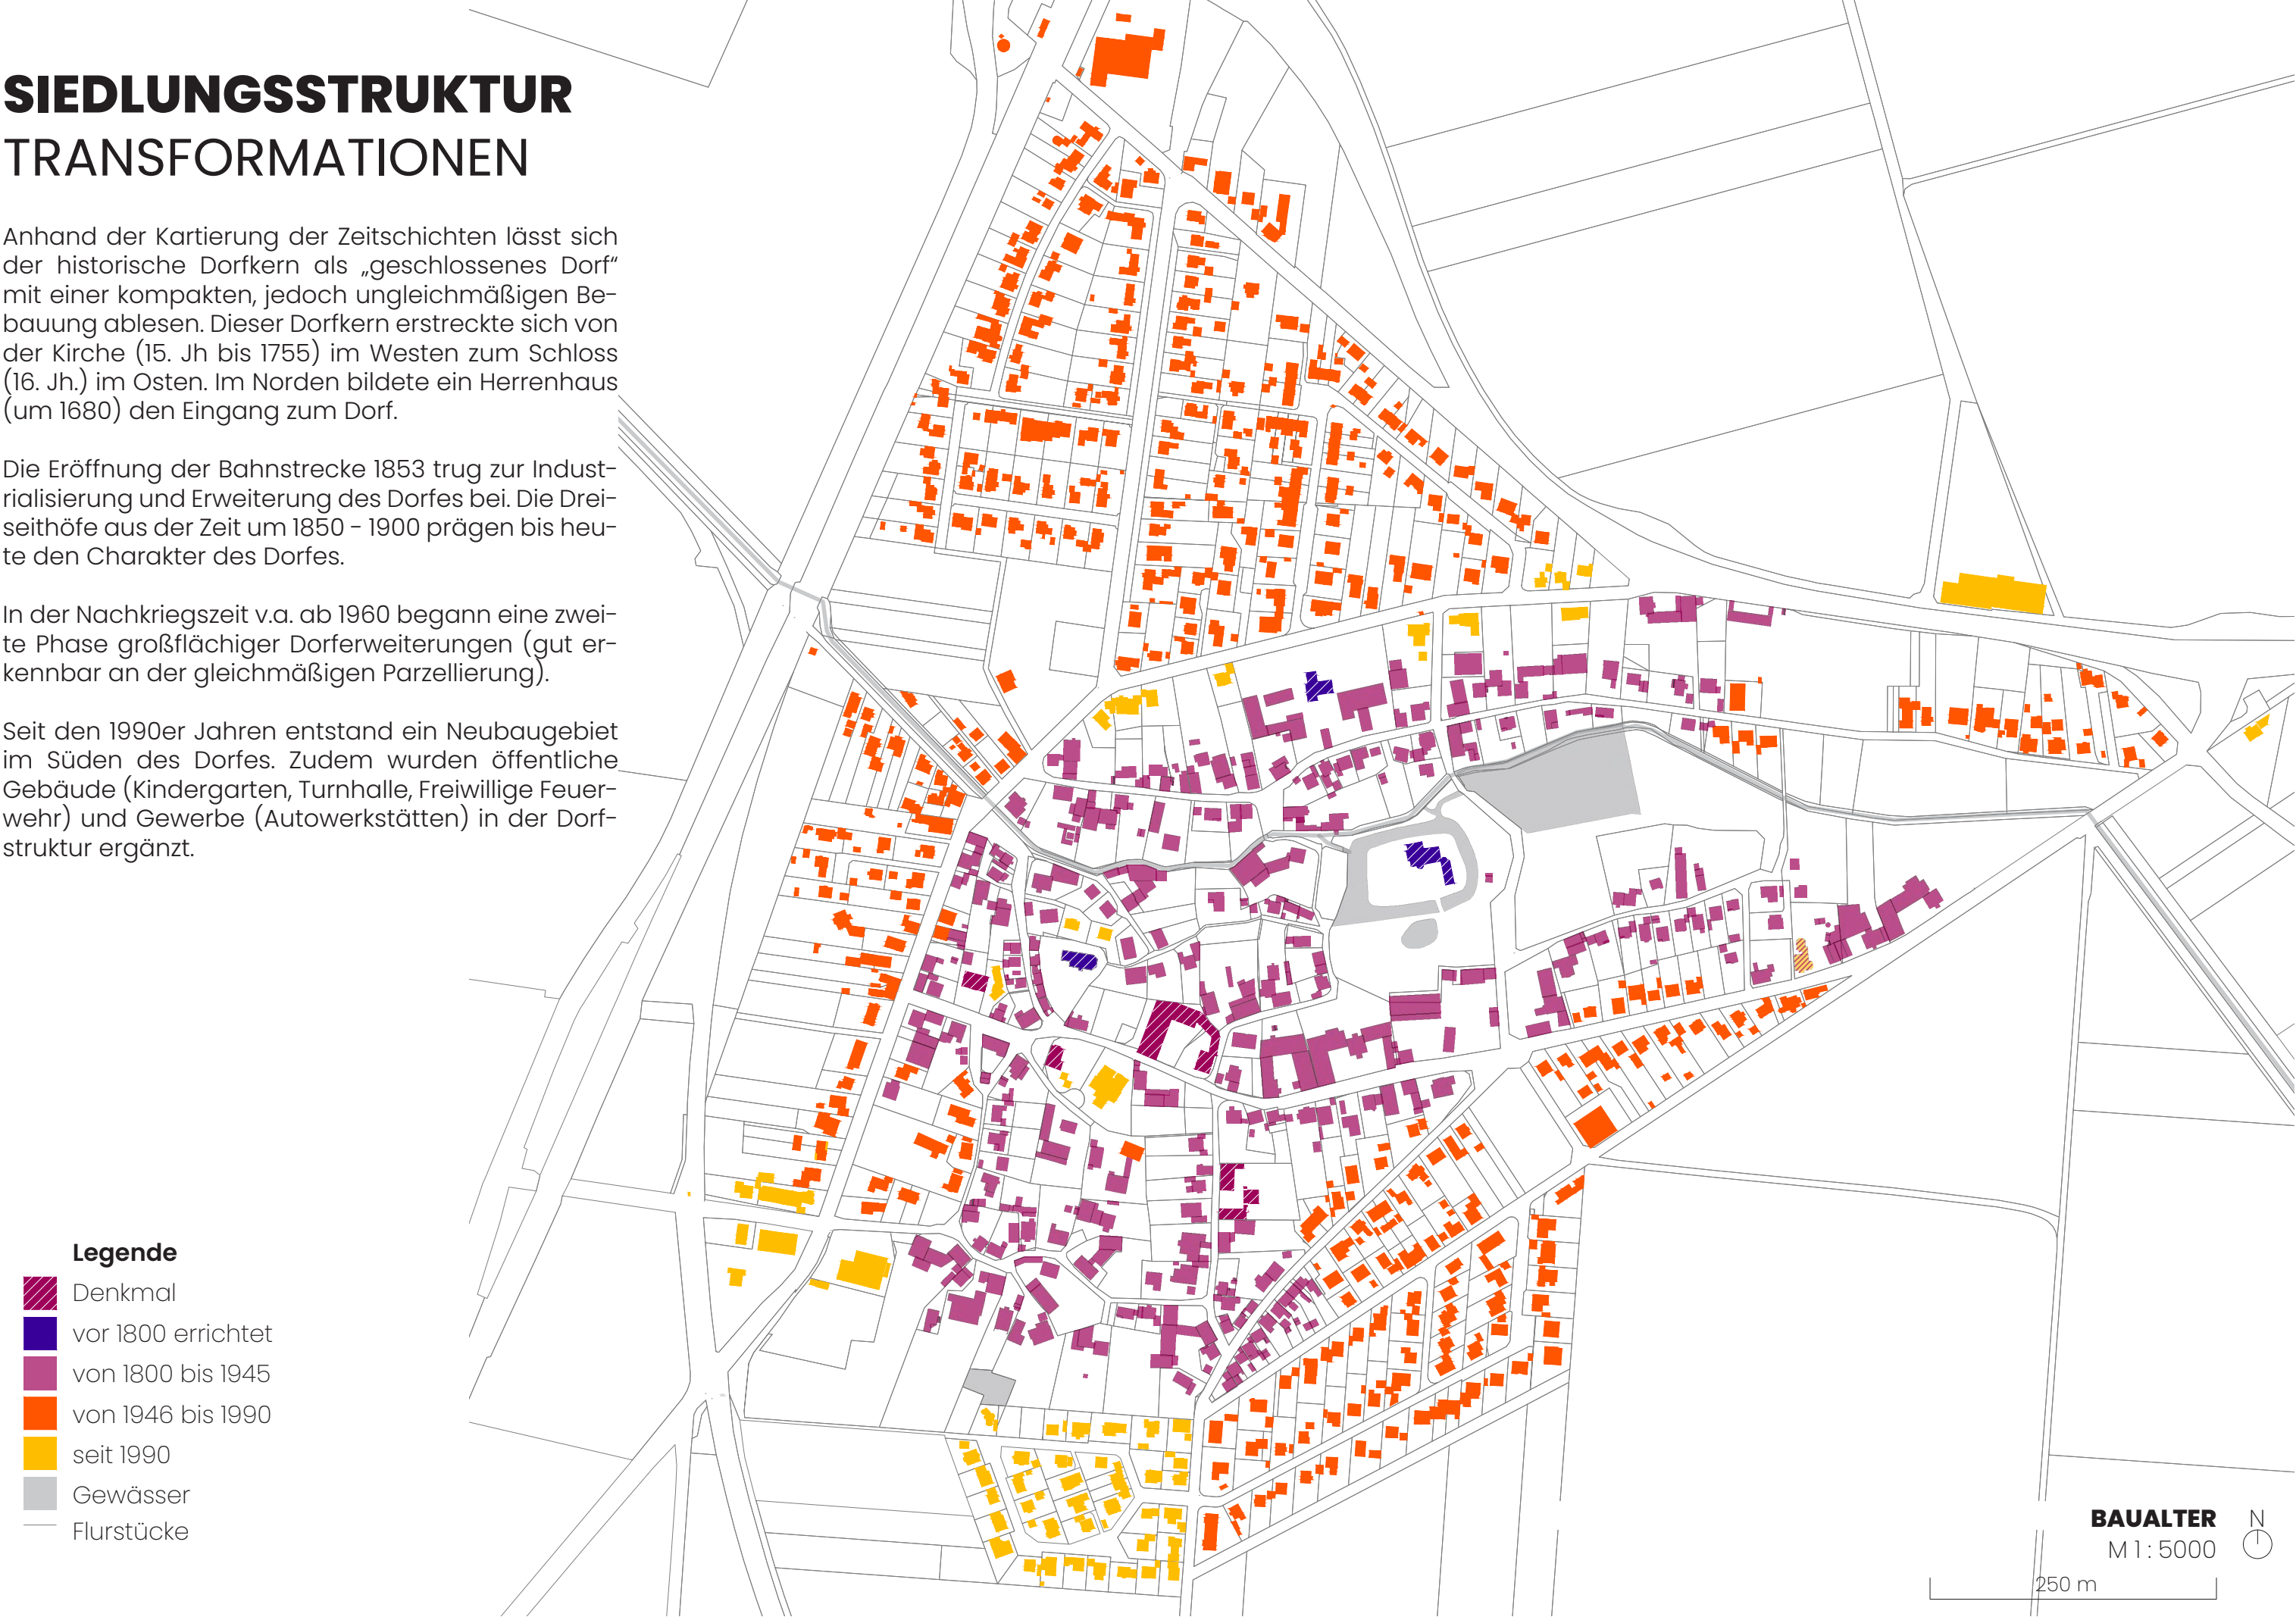 SIEDLUNGSSTRUKTUR
TRANSFORMATIONEN
Anhand der Kartierung der Zeitschichten lässt sich
der historische Dorfkern als „geschlossenes Dorf“
mit einer kompakten, jedoch ungleichmäßigen Be-
bauung ablesen. Dieser Dorfkern erstreckte sich von
der Kirche (15. Jh bis 1755) im Westen zum Schloss
(16. Jh.) im Osten. Im Norden bildete ein Herrenhaus
(um 1680) den Eingang zum Dorf.
Die Eröffnung der Bahnstrecke 1853 trug zur Indust-
rialisierung und Erweiterung des Dorfes bei. Die Drei-
seithöfe aus der Zeit um 1850 - 1900 prägen bis heu-
te den Charakter des Dorfes.
In der Nachkriegszeit v.a. ab 1960 begann eine zwei-
te Phase großflächiger Dorferweiterungen (gut er-
kennbar an der gleichmäßigen Parzellierung).
Seit den 1990er Jahren entstand ein Neubaugebiet
im Süden des Dorfes. Zudem wurden öffentliche
Gebäude (Kindergarten, Turnhalle, Freiwillige Feuer-
wehr) und Gewerbe (Autowerkstätten) in der Dorf-
struktur ergänzt.
Legende
Denkmal
vor 1800 errichtet
von 1800 bis 1945
von 1946 bis 1990
seit 1990
Gewässer
Flurstücke
BAUALTER
M 1 : 5000
N
250 m